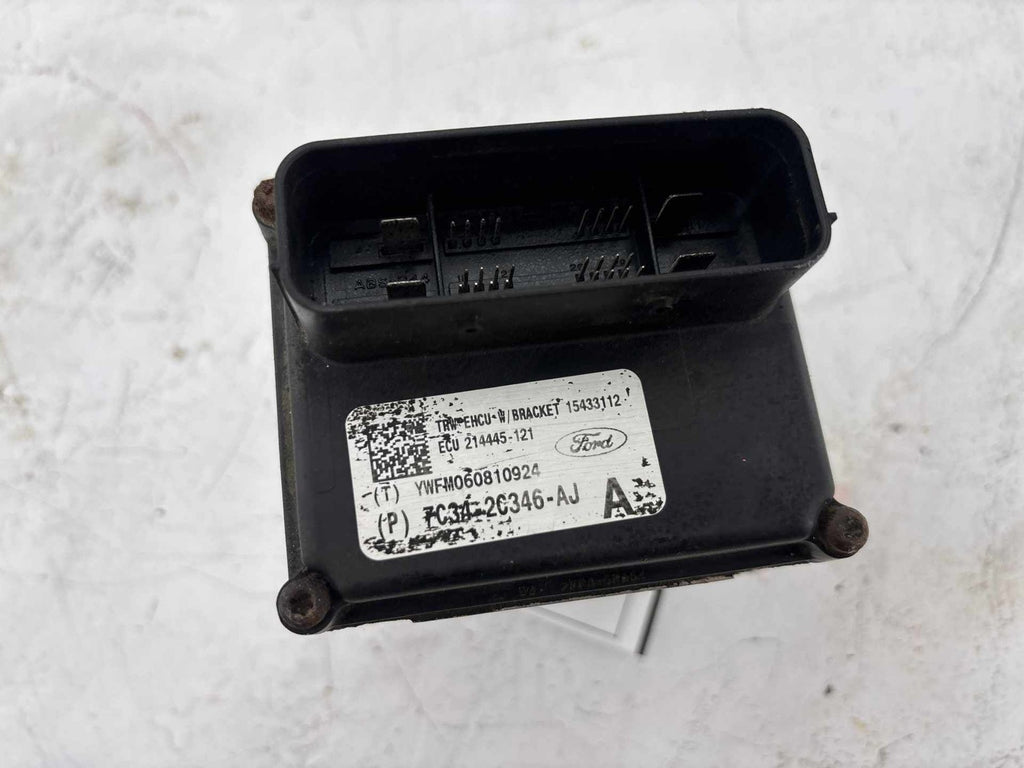 TRW EHCU W/BRACKET 15433112
ECU 214445-121
Ford
(T) YWFM060810924
(P) 7C34-2C346-AJ A